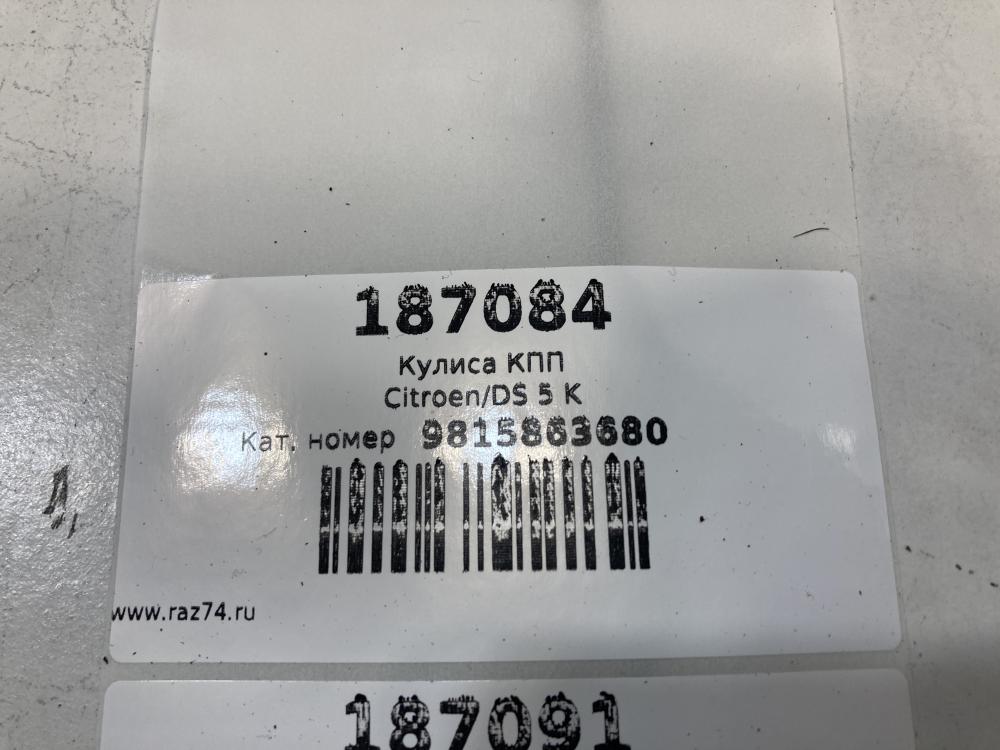 187084
Кулиса КПП
Citroen/DS 5 K
Кат. номер 9815863680
www.raz74.ru
187091